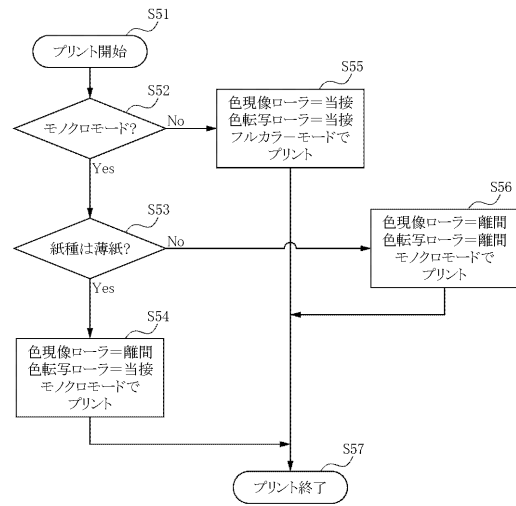 S51
プリント開始
S52
モノクロモード?
No
Yes
S55
色現像ローラ＝当接
色転写ローラ＝当接
フルカラーモードで
プリント
S53
紙種は薄紙?
No
Yes
S56
色現像ローラ＝離間
色転写ローラ＝離間
モノクロモードで
プリント
S54
色現像ローラ＝離間
色転写ローラ＝当接
モノクロモードで
プリント
S57
プリント終了